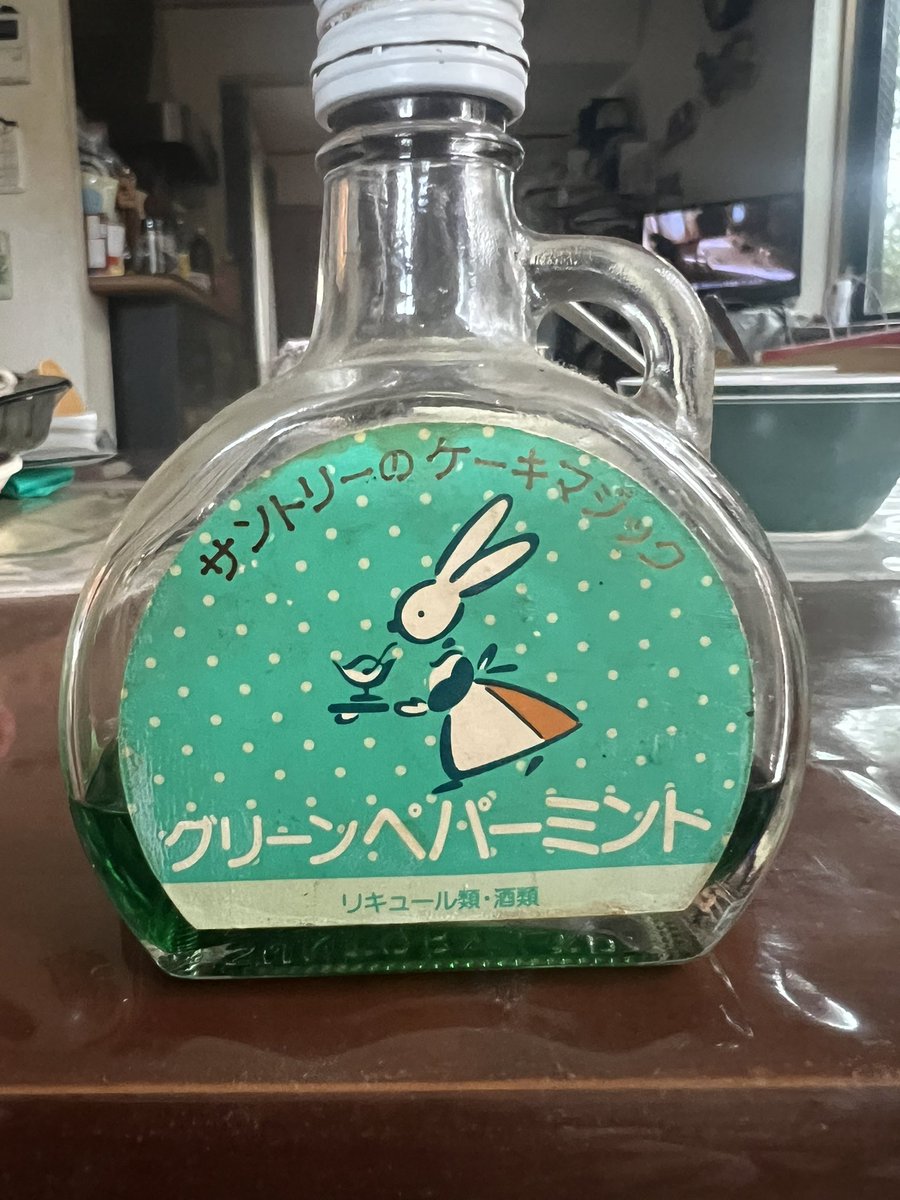 サントリーのケーキマジック
グリーンペパーミント
リキュール類・酒類